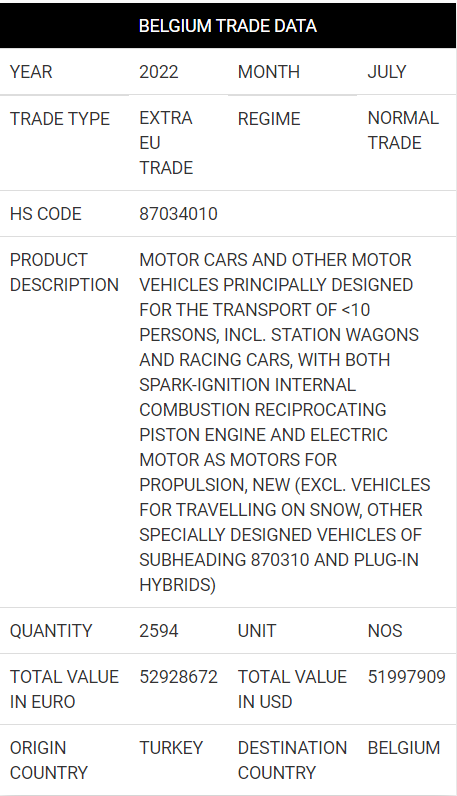 BELGIUM TRADE DATA
YEAR 2022 MONTH JULY
TRADE TYPE EXTRA EU TRADE REGIME NORMAL TRADE
HS CODE 87034010
PRODUCT DESCRIPTION
MOTOR CARS AND OTHER MOTOR
VEHICLES PRINCIPALLY DESIGNED
FOR THE TRANSPORT OF <10
PERSONS, INCL. STATION WAGONS
AND RACING CARS, WITH BOTH
SPARK-IGNITION INTERNAL
COMBUSTION RECIPROCATING
PISTON ENGINE AND ELECTRIC
MOTOR AS MOTORS FOR
PROPULSION, NEW (EXCL. VEHICLES
FOR TRAVELLING ON SNOW, OTHER
SPECIALLY DESIGNED VEHICLES OF
SUBHEADING 870310 AND PLUG-IN
HYBRIDS)
QUANTITY 2594 UNIT NOS
TOTAL VALUE IN EURO 52928672 TOTAL VALUE IN USD 51997909
ORIGIN COUNTRY TURKEY DESTINATION COUNTRY BELGIUM